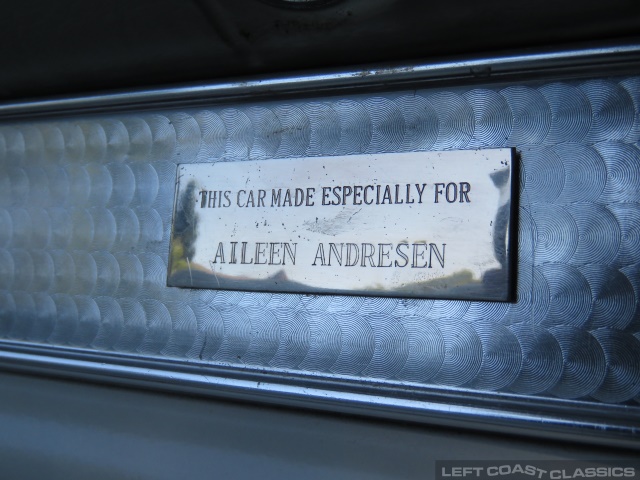 THIS CAR MADE ESPECIALLY FOR
AILEEN ANDRESEN
LEFT COAST CLASSICS